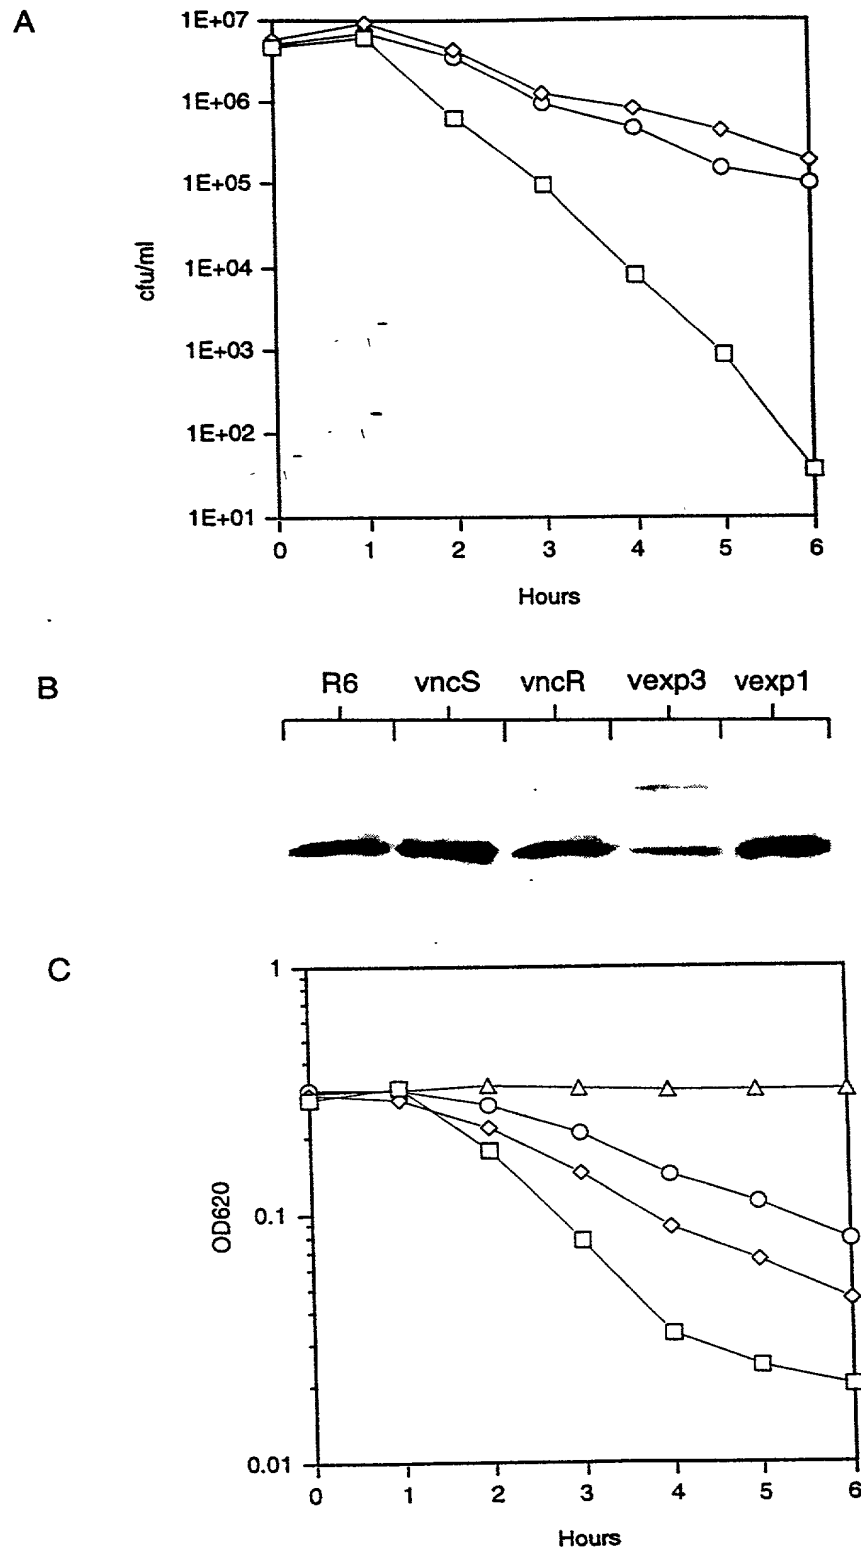 A
1E+07
1E+06
1E+05
1E+04
1E+03
1E+02
1E+01
cfu/ml
0 1 2 3 4 5 6
Hours
B
R6 vncS vncR vexp3 vexp1
C
1
0.1
0.01
OD620
0 1 2 3 4 5 6
Hours